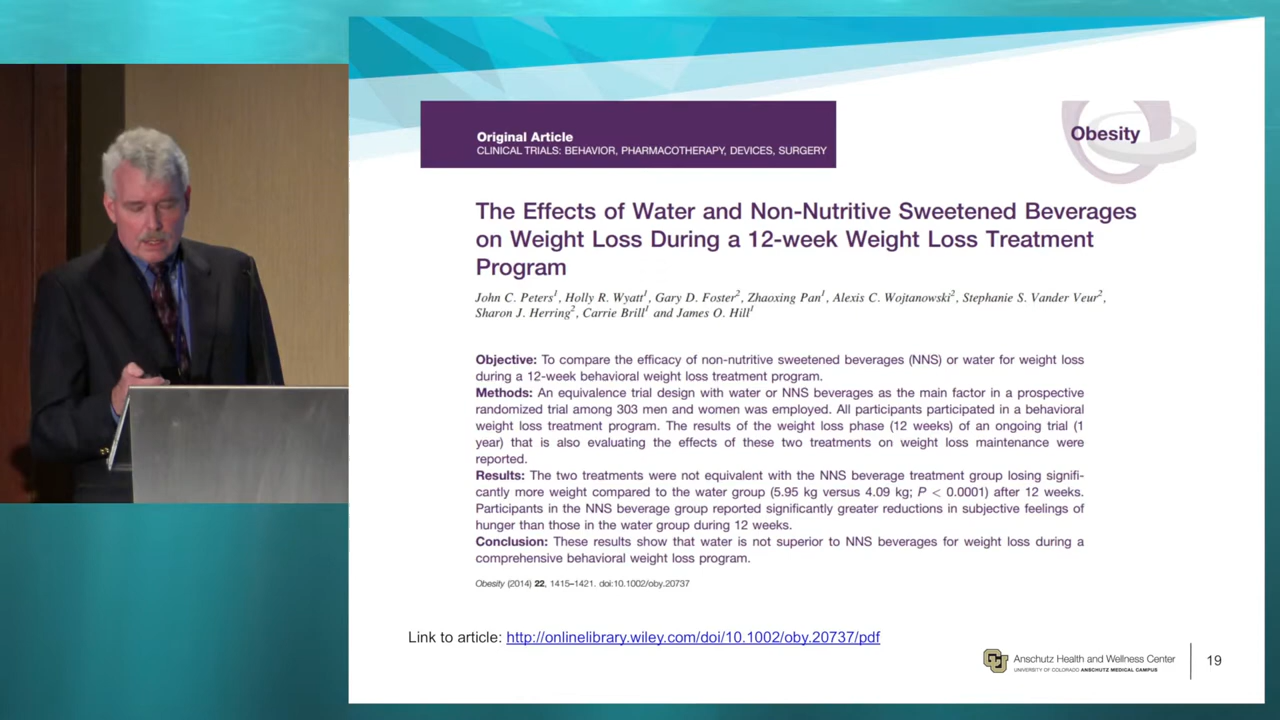 Original Article
CLINICAL TRIALS: BEHAVIOR, PHARMACOTHERAPY, DEVICES, SURGERY
Obesity
The Effects of Water and Non-Nutritive Sweetened Beverages
on Weight Loss During a 12-week Weight Loss Treatment
Program
John C. Peters1, Holly R. Wyatt1, Gary D. Foster2, Zhaoxing Pan1, Alexis C. Wojtanowski2, Stephanie S. Vander Veur2,
Sharon J. Herring2, Carrie Brill1 and James O. Hill1
Objective: To compare the efficacy of non-nutritive sweetened beverages (NNS) or water for weight loss
during a 12-week behavioral weight loss treatment program.
Methods: An equivalence trial design with water or NNS beverages as the main factor in a prospective
randomized trial among 303 men and women was employed. All participants participated in a behavioral
weight loss treatment program. The results of the weight loss phase (12 weeks) of an ongoing trial (1
year) that is also evaluating the effects of these two treatments on weight loss maintenance were
reported.
Results: The two treatments were not equivalent with the NNS beverage treatment group losing signifi-
cantly more weight compared to the water group (5.95 kg versus 4.09 kg; P < 0.0001) after 12 weeks.
Participants in the NNS beverage group reported significantly greater reductions in subjective feelings of
hunger than those in the water group during 12 weeks.
Conclusion: These results show that water is not superior to NNS beverages for weight loss during a
comprehensive behavioral weight loss program.
Obesity (2014) 22, 1415–1421. doi:10.1002/oby.20737
Link to article: http://onlinelibrary.wiley.com/doi/10.1002/oby.20737/pdf
CU
Anschutz Health and Wellness Center
UNIVERSITY OF COLORADO ANSCHUTZ MEDICAL CAMPUS
19